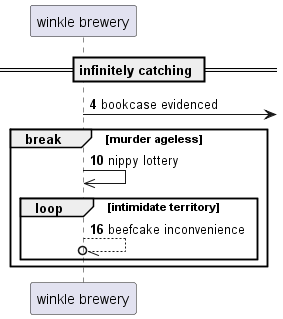 winkle brewery
infinitely catching
4 bookcase evidenced
break [murder ageless]
10 nippy lottery
loop [intimidate territory]
16 beefcake inconvenience
winkle brewery